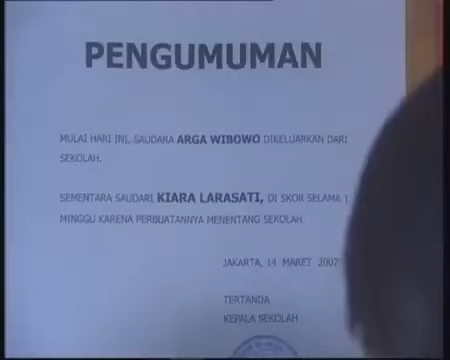 PENGUMUMAN
MULAI HARI INI, SAUDARA ARGA WIBOWO DIKELUARKAN DARI
SEKOLAH.
SEMENTARA SAUDARI KIARA LARASATI, DI SKOR SELAMA 1
MINGGU KARENA PERBUATANNYA MENENTANG SEKOLAH.
JAKARTA, 14 MARET 2007
TERTANDA
KEPALA SEKOLAH